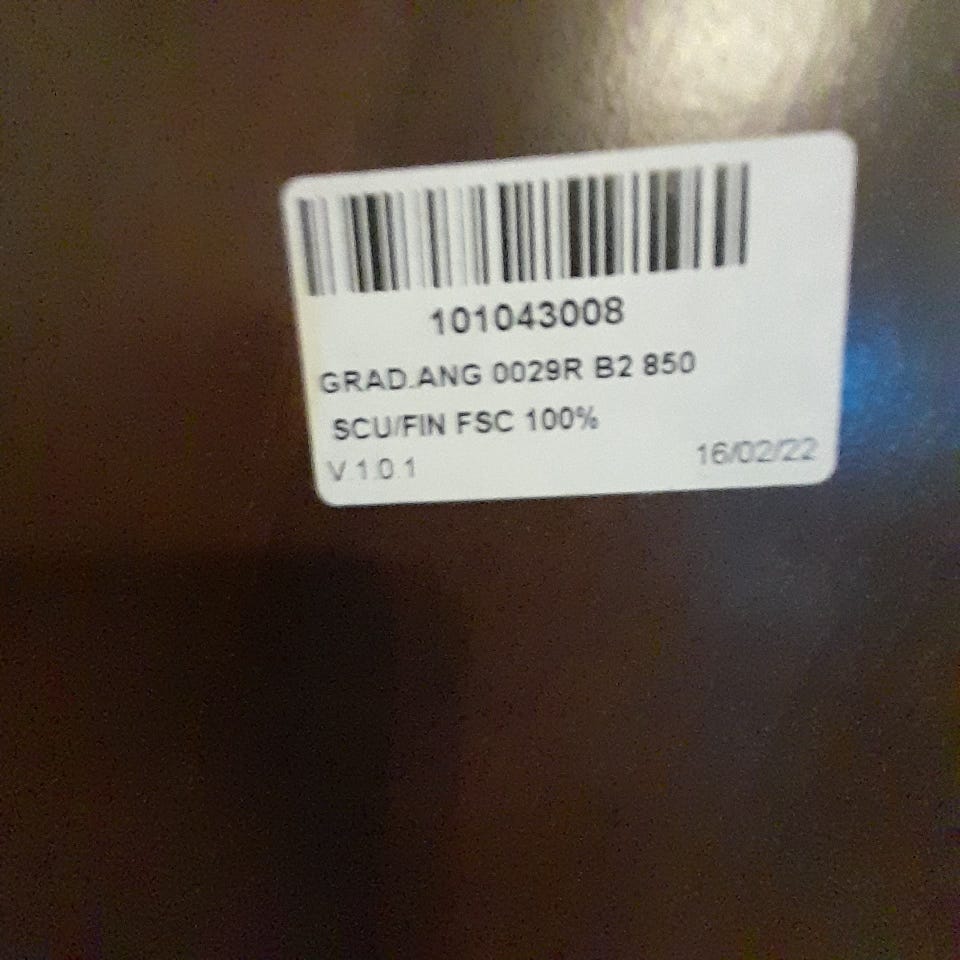 101043008
GRAD.ANG 0029R B2 850
SCU/FIN FSC 100%
V.1.0.1
16/02/22